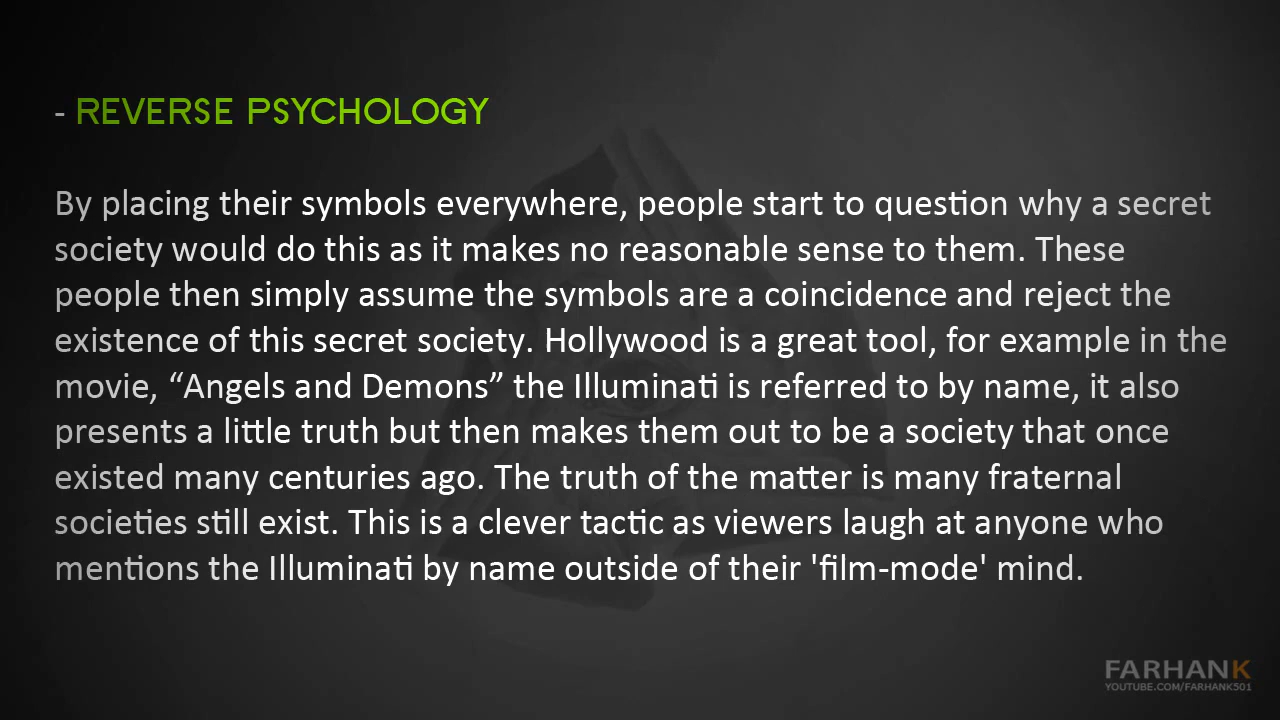 - REVERSE PSYCHOLOGY
By placing their symbols everywhere, people start to question why a secret
society would do this as it makes no reasonable sense to them. These
people then simply assume the symbols are a coincidence and reject the
existence of this secret society. Hollywood is a great tool, for example in the
movie, “Angels and Demons” the Illuminati is referred to by name, it also
presents a little truth but then makes them out to be a society that once
existed many centuries ago. The truth of the matter is many fraternal
societies still exist. This is a clever tactic as viewers laugh at anyone who
mentions the Illuminati by name outside of their 'film-mode' mind.
FARHANK
YOUTUBE.COM/FARHANK501